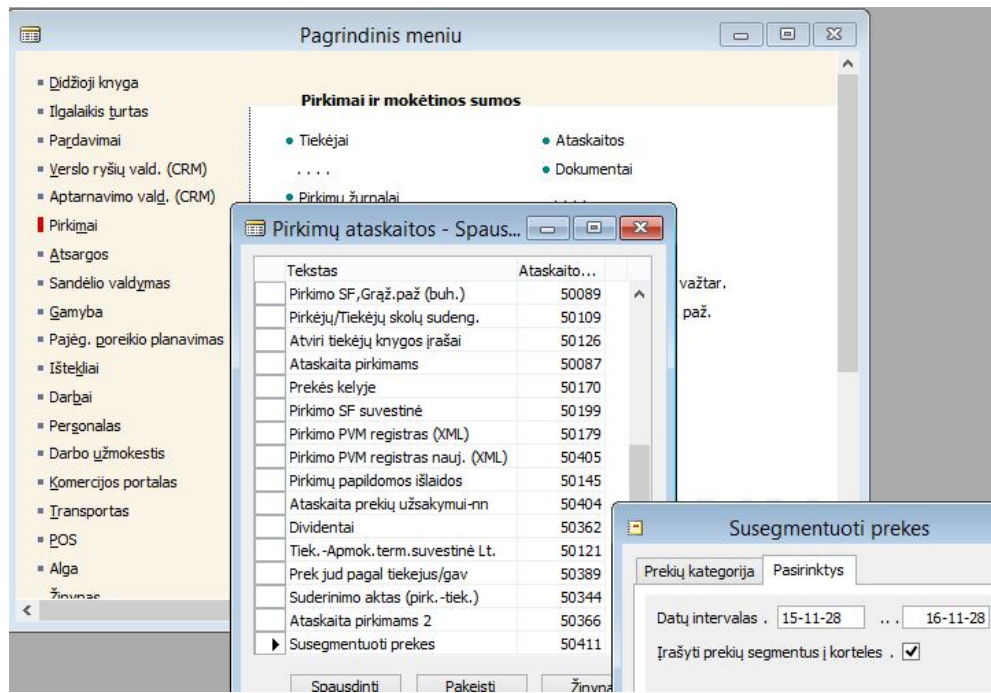 Pagrindinis meniu
Didžioji knyga
Ilgalaikis turtas
Pardavimai
Verslo ryšių vald. (CRM)
Aptarnavimo vald. (CRM)
Pirkimai
Atsargos
Sandėlio valdymas
Gamyba
Pajėg. poreikio planavimas
Ištekliai
Darbai
Personalas
Darbo užmokestis
Komercijos portalas
Transportas
POS
Alga
Žinynas
Pirkimai ir mokėtinos sumos
Tiekėjai
. . . .
Pirkimų žurnalai
Ataskaitos
Dokumentai
. . . .
važtar.
paž.
Pirkimų ataskaitos - Spaus...
Tekstas Ataskaito...
Pirkimo SF,Grąž.paž (buh.) 50089
Pirkėjų/Tiekėjų skolų sudeng. 50109
Atviri tiekėjų knygos įrašai 50126
Ataskaita pirkimams 50087
Prekės kelyje 50170
Pirkimo SF suvestinė 50199
Pirkimo PVM registras (XML) 50179
Pirkimo PVM registras nauj. (XML) 50405
Pirkimų papildomos išlaidos 50145
Ataskaita prekių užsakymui-nn 50404
Dividentai 50362
Tiek.-Apmok.term.suvestinė Lt. 50121
Prek jud pagal tiekejus/gav 50389
Suderinimo aktas (pirk.-tiek.) 50344
Ataskaita pirkimams 2 50366
Susegmentuoti prekes 50411
Spausdinti Pakeisti
Susegmentuoti prekes
Prekių kategorija Pasirinktys
Datų intervalas . 15-11-28 . . . 16-11-28
Įrašyti prekių segmentus į korteles .